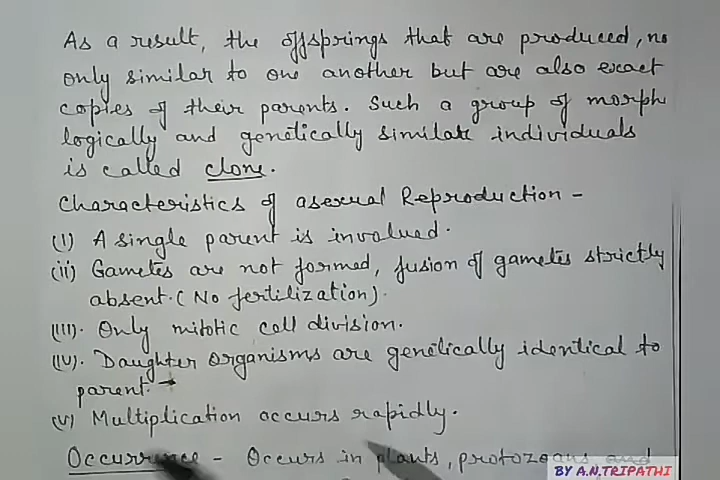 As a result, the offsprings that are produced, no
only similar to one another but are also exact
copies of their parents. Such a group of morph
logically and genetically similar individuals
is called clone.
Characteristics of asexual Reproduction -
(I) A single parent is involved.
(ii) Gametes are not formed, fusion of gametes strictly
absent. (No fertilization).
(III). Only mitotic cell division.
(IV). Daughter organisms are genetically identical to
parent.
(V) Multiplication occurs rapidly.
Occurrence - Occurs in plants, protozoans and
BY A.N.TRIPATHI